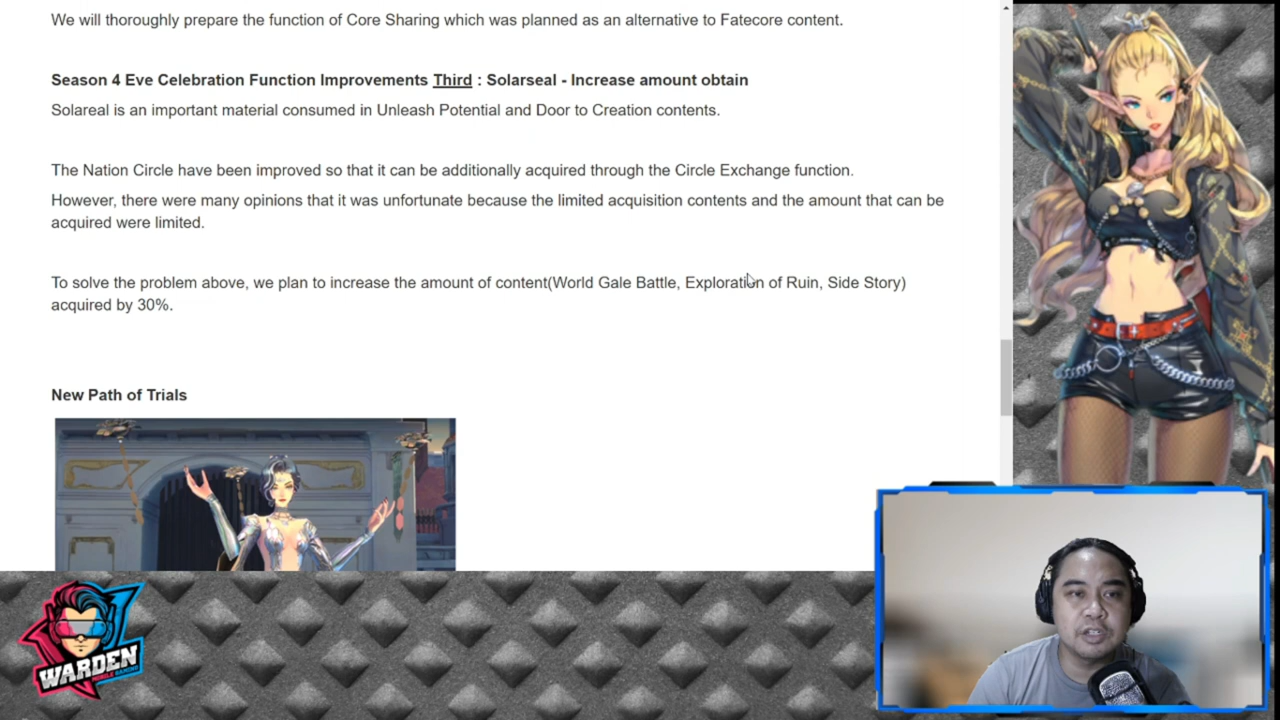 We will thoroughly prepare the function of Core Sharing which was planned as an alternative to Fatecore content.
Season 4 Eve Celebration Function Improvements Third : Solarseal - Increase amount obtain
Solareal is an important material consumed in Unleash Potential and Door to Creation contents.
The Nation Circle have been improved so that it can be additionally acquired through the Circle Exchange function.
However, there were many opinions that it was unfortunate because the limited acquisition contents and the amount that can be
acquired were limited.
To solve the problem above, we plan to increase the amount of content(World Gale Battle, Exploration of Ruin, Side Story)
acquired by 30%.
New Path of Trials
WARDEN
MOBILE GAMING